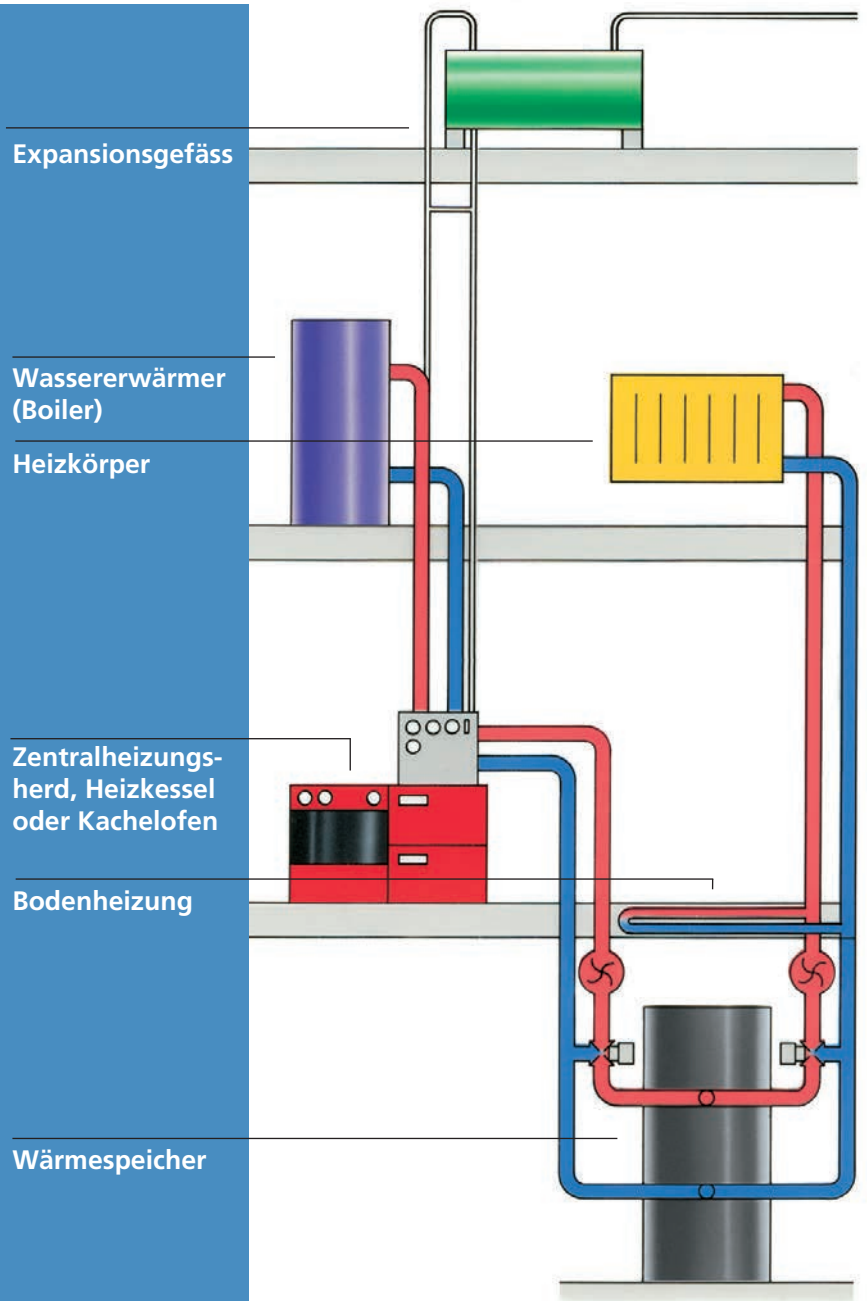 Expansionsgefäss
Wassererwärmer
(Boiler)
Heizkörper
Zentralheizungs-
herd, Heizkessel
oder Kachelofen
Bodenheizung
Wärmespeicher